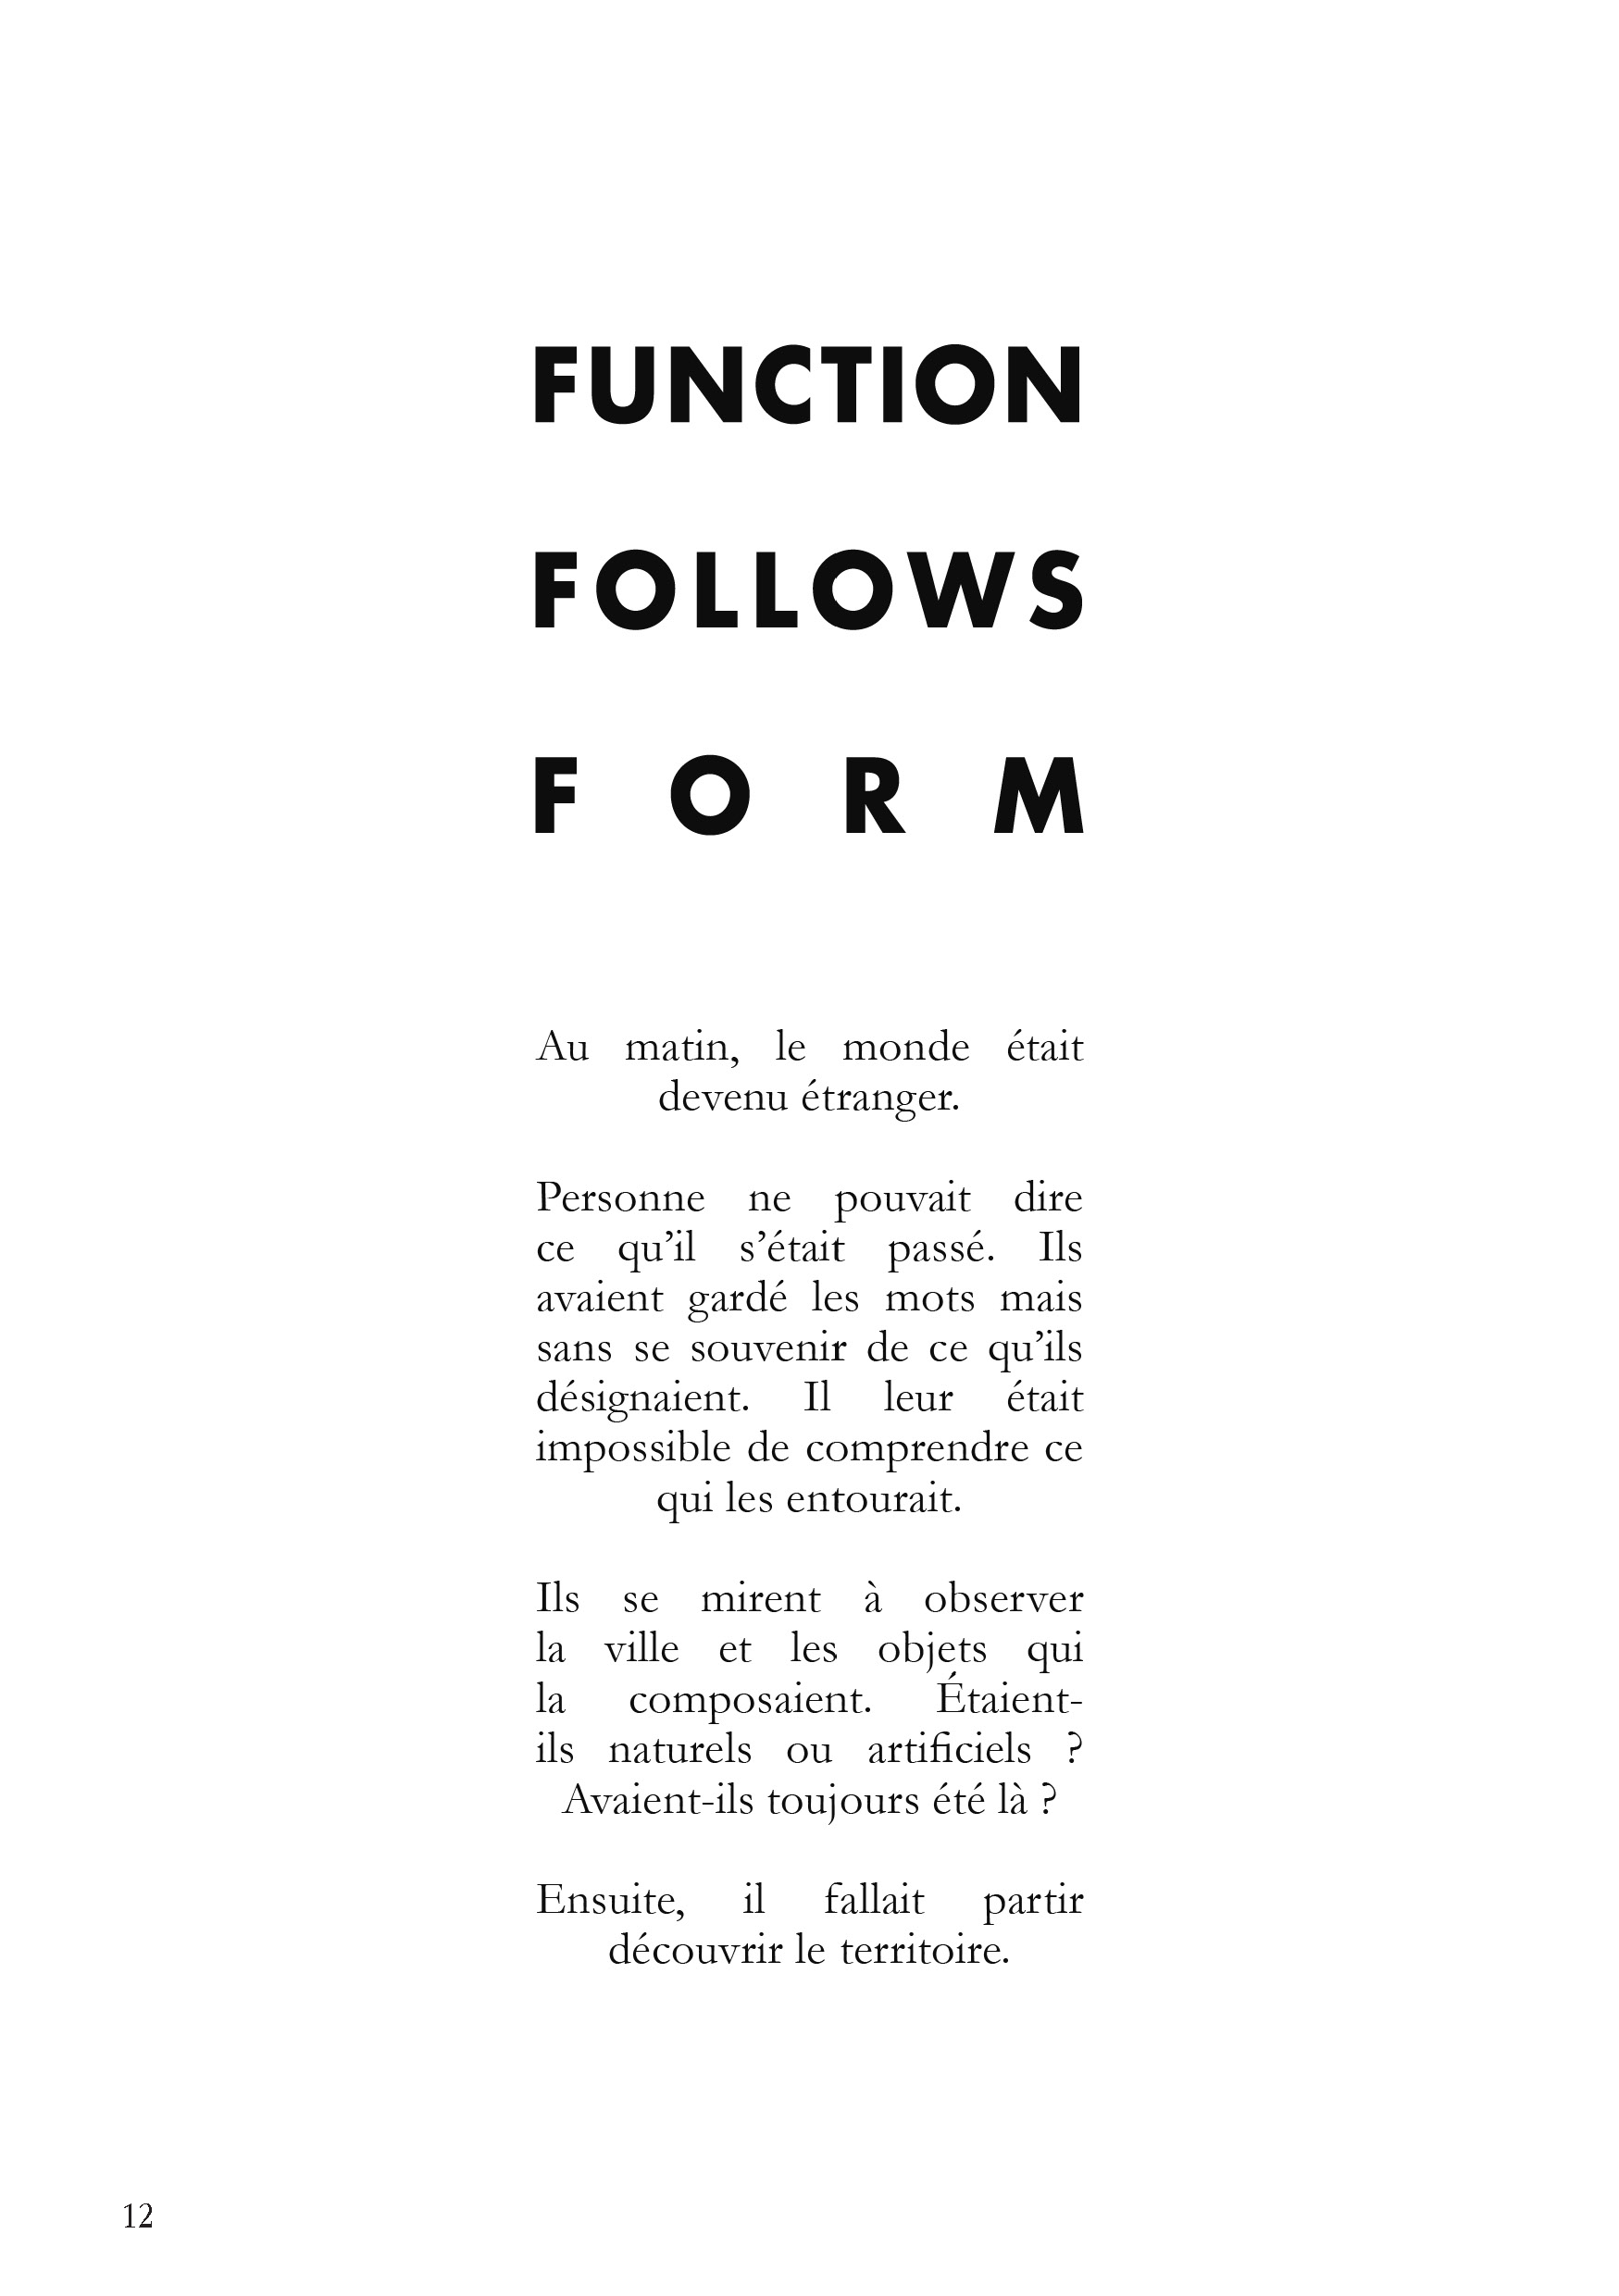 FUNCTION
FOLLOWS
FORM
Au matin, le monde était
devenu étranger.
Personne ne pouvait dire
ce qu’il s’était passé. Ils
avaient gardé les mots mais
sans se souvenir de ce qu’ils
désignaient. Il leur était
impossible de comprendre ce
qui les entourait.
Ils se mirent à observer
la ville et les objets qui
la composaient. Étaient-
ils naturels ou artificiels ?
Avaient-ils toujours été là ?
Ensuite, il fallait partir
découvrir le territoire.
12